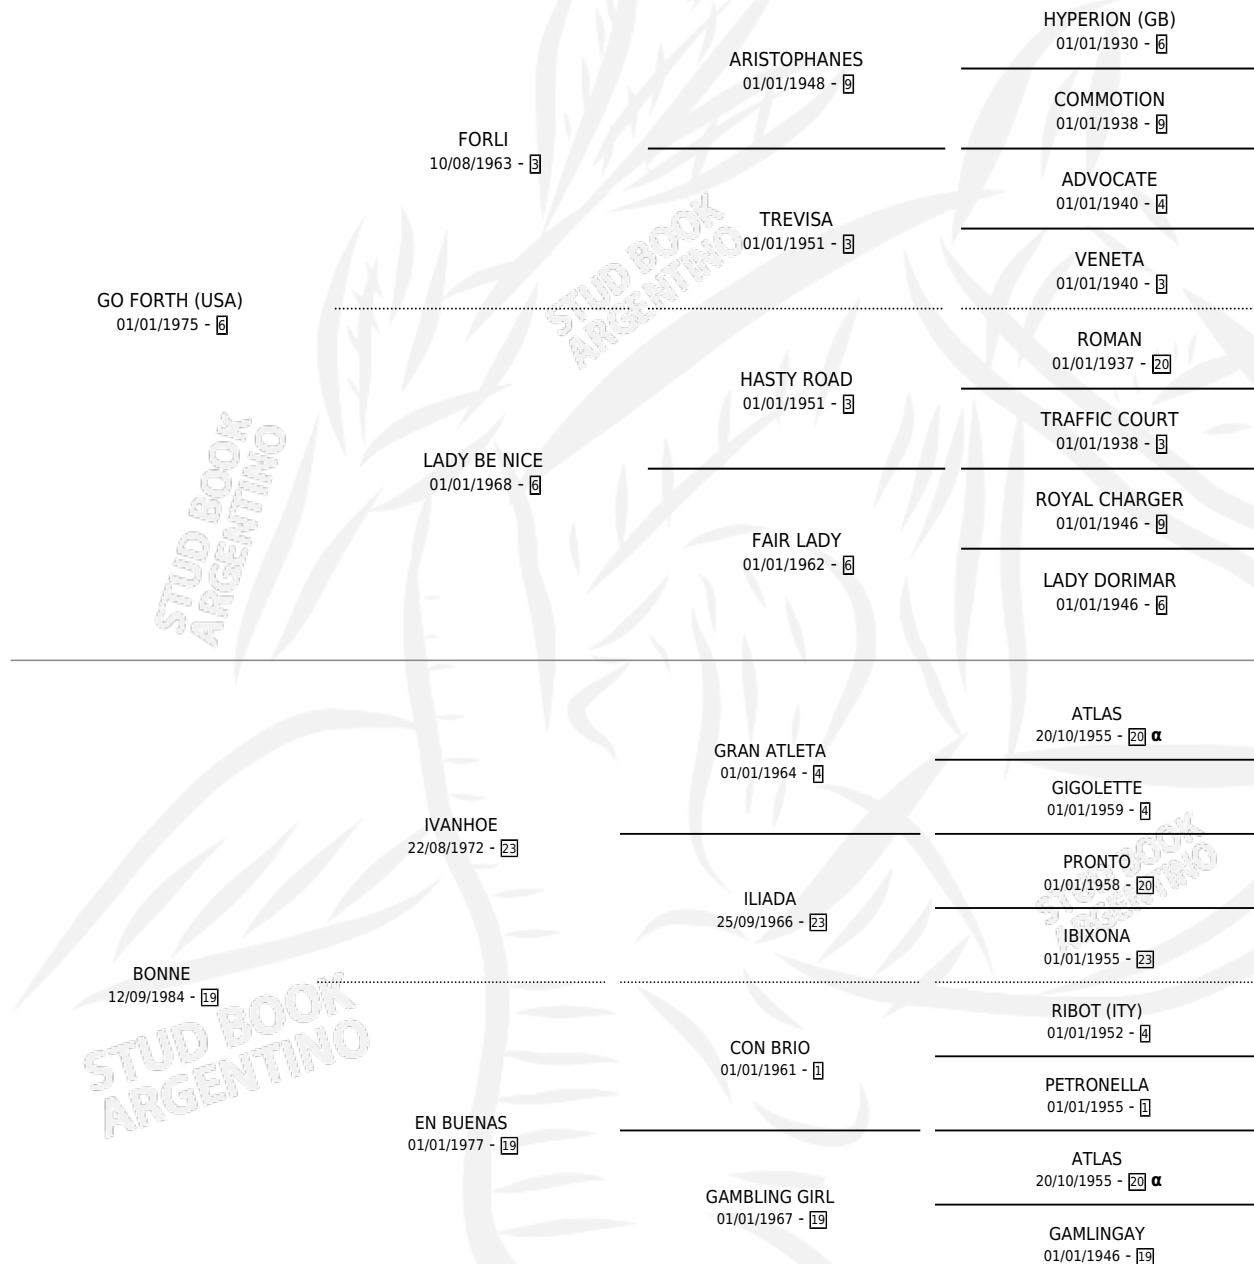 HYPERION (GB)
01/01/1930 - 6
ARISTOPHANES
01/01/1948 - 9
COMMOTION
01/01/1938 - 9
FORLI
10/08/1963 - 3
ADVOCATE
01/01/1940 - 4
TREVISA
01/01/1951 - 3
VENETA
01/01/1940 - 3
STUD BOOK
ARGENTINO
GO FORTH (USA)
01/01/1975 - 6
ROMAN
01/01/1937 - 20
HASTY ROAD
01/01/1951 - 3
TRAFFIC COURT
01/01/1938 - 3
LADY BE NICE
01/01/1968 - 6
ROYAL CHARGER
01/01/1946 - 9
FAIR LADY
01/01/1962 - 6
LADY DORIMAR
01/01/1946 - 6
STUD BOOK
ARGENTINO
ATLAS
20/10/1955 - 20 α
GRAN ATLETA
01/01/1964 - 4
GIGOLETTE
01/01/1959 - 4
IVANHOE
22/08/1972 - 23
PRONTO
01/01/1958 - 20
ILIADA
25/09/1966 - 23
IBIXONA
01/01/1955 - 23
STUD BOOK
ARGENTINO
BONNE
12/09/1984 - 19
RIBOT (ITY)
01/01/1952 - 4
CON BRIO
01/01/1961 - 1
PETRONELLA
01/01/1955 - 1
EN BUENAS
01/01/1977 - 19
ATLAS
20/10/1955 - 20 α
GAMBLING GIRL
01/01/1967 - 19
GAMLINGAY
01/01/1946 - 19
STUD BOOK
ARGENTINO